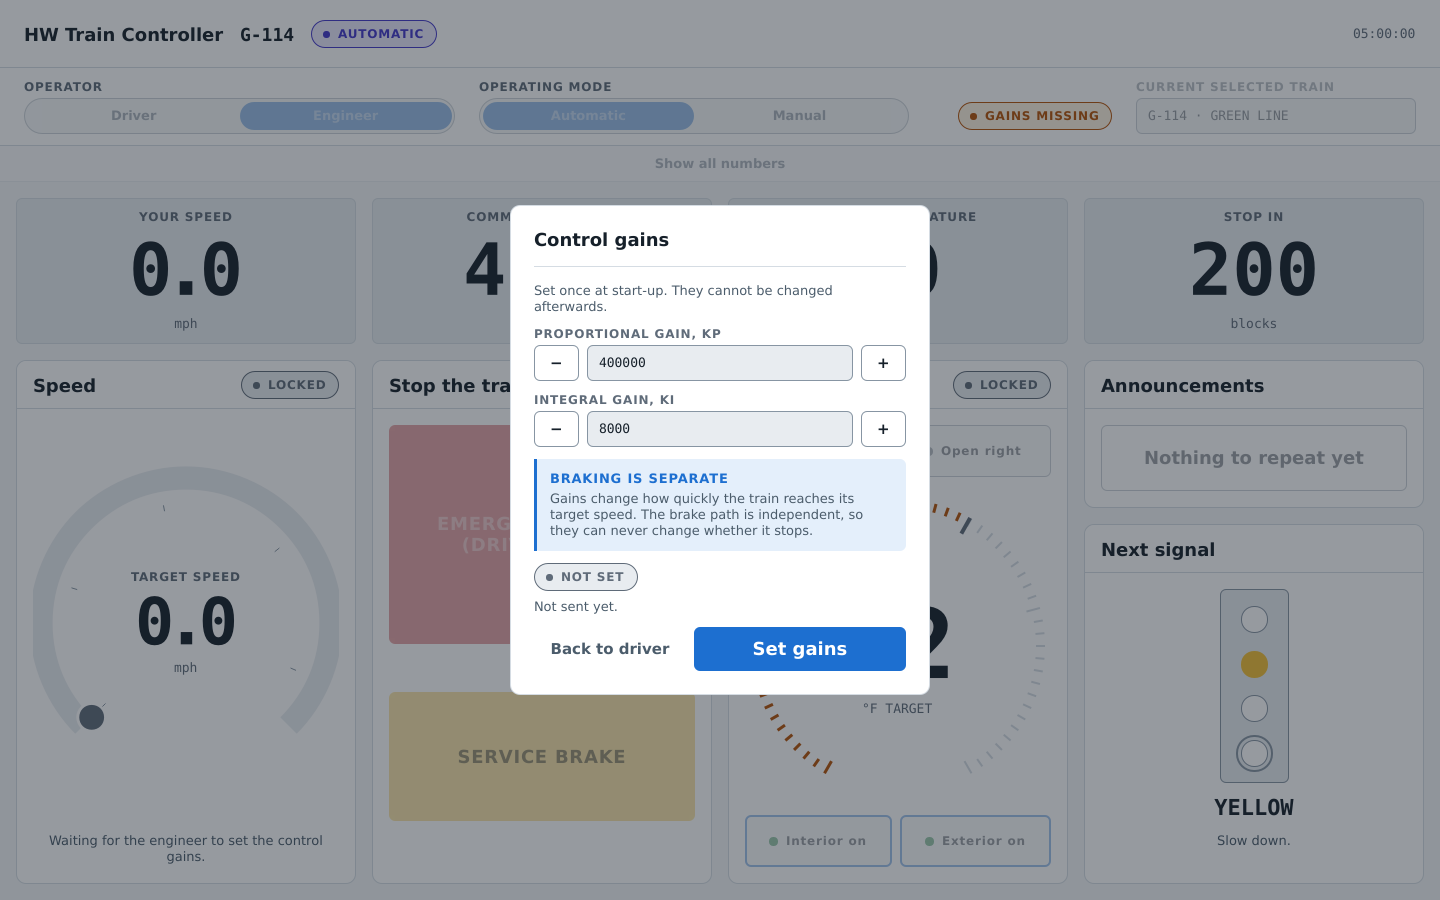 HW Train Controller G-114 AUTOMATIC 05:00:00
OPERATOR
Driver Engineer
OPERATING MODE
Automatic Manual
GAINS MISSING
CURRENT SELECTED TRAIN
G-114 · GREEN LINE
Show all numbers
YOUR SPEED
0.0
mph
STOP IN
200
blocks
Speed LOCKED
TARGET SPEED
0.0
mph
Waiting for the engineer to set the control
gains.
Stop the
SERVICE BRAKE
Control gains
Set once at start-up. They cannot be changed
afterwards.
PROPORTIONAL GAIN, KP
− 400000 +
INTEGRAL GAIN, KI
− 8000 +
BRAKING IS SEPARATE
Gains change how quickly the train reaches its
target speed. The brake path is independent, so
they can never change whether it stops.
NOT SET
Not sent yet.
Back to driver Set gains
LOCKED
Open right
°F TARGET
Interior on Exterior on
Announcements
Nothing to repeat yet
Next signal
YELLOW
Slow down.